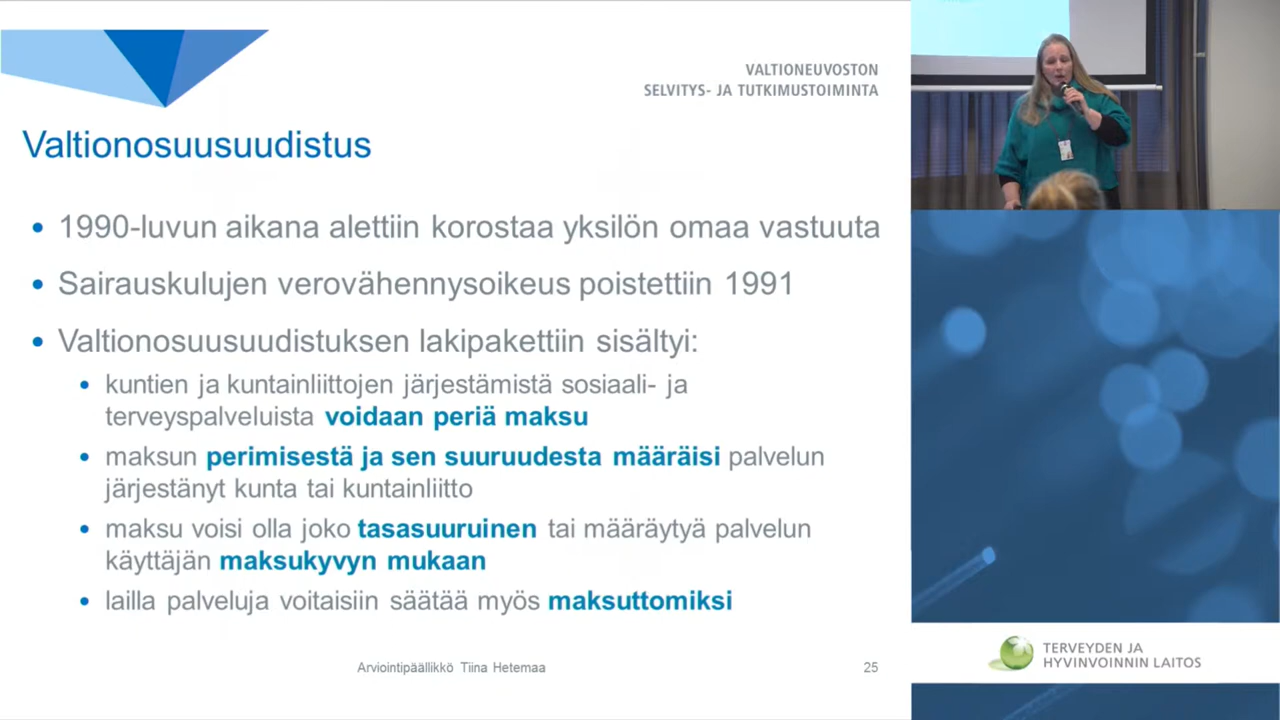 VALTIONEUVOSTON
SELVITYS- JA TUTKIMUSTOIMINTA
Valtionosuusuudistus
• 1990-luvun aikana alettiin korostaa yksilön omaa vastuuta
• Sairauskulujen verovähennysoikeus poistettiin 1991
• Valtionosuusuudistuksen lakipakettiin sisältyi:
• kuntien ja kuntainliittojen järjestämistä sosiaali- ja
terveyspalveluista voidaan periä maksu
• maksun perimisestä ja sen suuruudesta määräisi palvelun
järjestänyt kunta tai kuntainliitto
• maksu voisi olla joko tasasuuruinen tai määräytyä palvelun
käyttäjän maksukyvyn mukaan
• lailla palveluja voitaisiin säätää myös maksuttomiksi
Arviointipäällikkö Tiina Hetemaa
25
TERVEYDEN JA
HYVINVOINNIN LAITOS